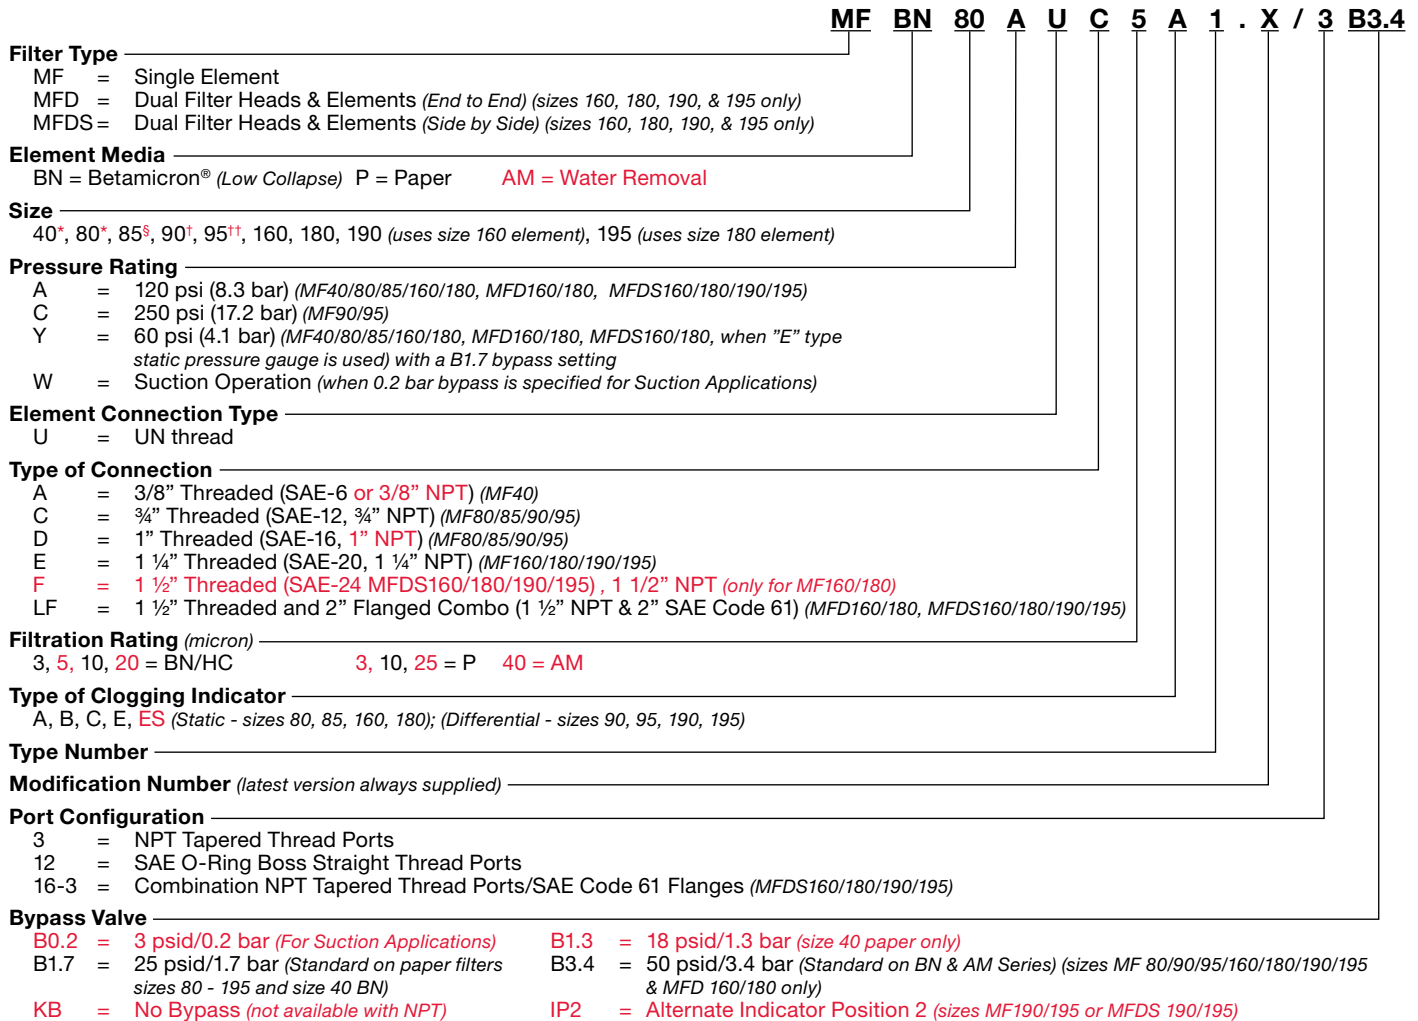 MF BN 80 A U C 5 A 1 . X / 3 B3.4
Filter Type
MF = Single Element
MFD = Dual Filter Heads & Elements (End to End) (sizes 160, 180, 190, & 195 only)
MFDS = Dual Filter Heads & Elements (Side by Side) (sizes 160, 180, 190, & 195 only)
Element Media
BN = Betamicron® (Low Collapse) P = Paper AM = Water Removal
Size
40*, 80*, 85§, 90†, 95††, 160, 180, 190 (uses size 160 element), 195 (uses size 180 element)
Pressure Rating
A = 120 psi (8.3 bar) (MF40/80/85/160/180, MFD160/180, MFDS160/180/190/195)
C = 250 psi (17.2 bar) (MF90/95)
Y = 60 psi (4.1 bar) (MF40/80/85/160/180, MFD160/180, MFDS160/180, when ”E” type
static pressure gauge is used) with a B1.7 bypass setting
W = Suction Operation (when 0.2 bar bypass is specified for Suction Applications)
Element Connection Type
U = UN thread
Type of Connection
A = 3/8” Threaded (SAE-6 or 3/8” NPT) (MF40)
C = ¾” Threaded (SAE-12, ¾” NPT) (MF80/85/90/95)
D = 1” Threaded (SAE-16, 1” NPT) (MF80/85/90/95)
E = 1 ¼” Threaded (SAE-20, 1 ¼” NPT) (MF160/180/190/195)
F = 1 ½” Threaded (SAE-24 MFDS160/180/190/195) , 1 1/2” NPT (only for MF160/180)
LF = 1 ½” Threaded and 2” Flanged Combo (1 ½” NPT & 2” SAE Code 61) (MFD160/180, MFDS160/180/190/195)
Filtration Rating (micron)
3, 5, 10, 20 = BN/HC 3, 10, 25 = P 40 = AM
Type of Clogging Indicator
A, B, C, E, ES (Static - sizes 80, 85, 160, 180); (Differential - sizes 90, 95, 190, 195)
Type Number
Modification Number (latest version always supplied)
Port Configuration
3 = NPT Tapered Thread Ports
12 = SAE O-Ring Boss Straight Thread Ports
16-3 = Combination NPT Tapered Thread Ports/SAE Code 61 Flanges (MFDS160/180/190/195)
Bypass Valve
B0.2 = 3 psid/0.2 bar (For Suction Applications) B1.3 = 18 psid/1.3 bar (size 40 paper only)
B1.7 = 25 psid/1.7 bar (Standard on paper filters B3.4 = 50 psid/3.4 bar (Standard on BN & AM Series) (sizes MF 80/90/95/160/180/190/195
sizes 80 - 195 and size 40 BN) & MFD 160/180 only)
KB = No Bypass (not available with NPT) IP2 = Alternate Indicator Position 2 (sizes MF190/195 or MFDS 190/195)